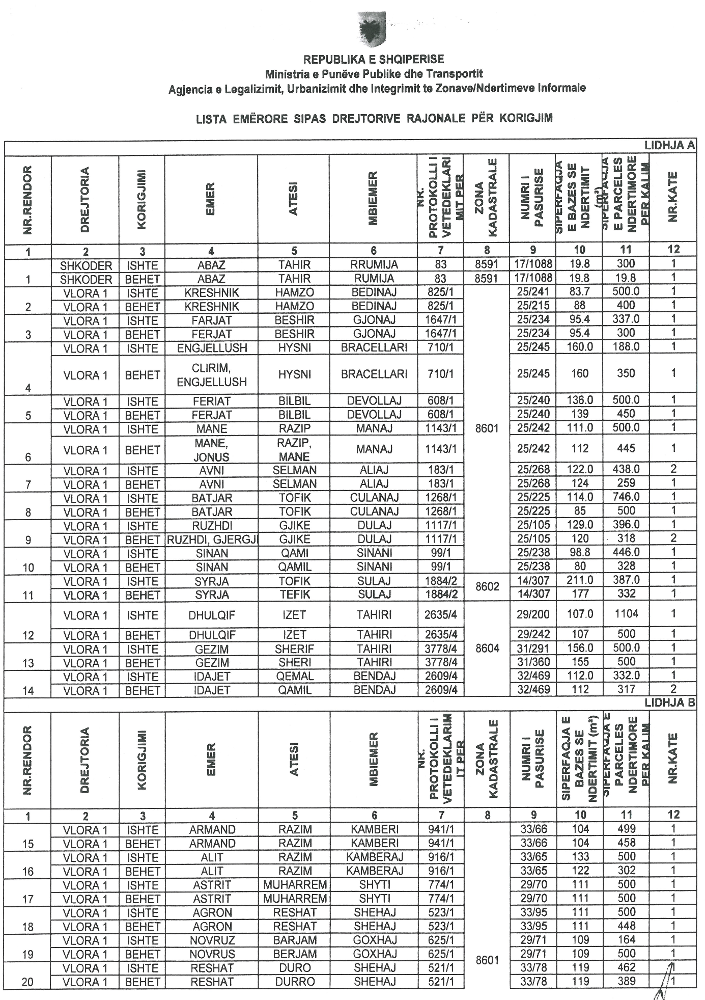 REPUBLIKA E SHQIPERISE
Ministria e Punëve Publike dhe Transportit
Agjencia e Legalizimit, Urbanizimit dhe Integrimit te Zonave/Ndertimeve Informale
LISTA EMËRORE SIPAS DREJTORIVE RAJONALE PËR KORIGJIM
LIDHJA A
NR.RENDOR DREJTORIA KORIGJIMI EMER ATESI MBIEMER NR. PROTOKOLLI I VETEDEKLARI MIT PER ZONA KADASTRALE NUMRI I PASURISE SIPERFAQJA E BAZES SE NDERTIMIT (m²) SIPERFAQJA E PARCELES NDERTIMORE PER KALIM NR.KATE
1 2 3 4 5 6 7 8 9 10 11 12
SHKODER ISHTE ABAZ TAHIR RRUMIJA 83 8591 17/1088 19.8 300 1
1 SHKODER BEHET ABAZ TAHIR RUMIJA 83 8591 17/1088 19.8 19.8 1
VLORA 1 ISHTE KRESHNIK HAMZO BEDINAJ 825/1 25/241 83.7 500.0 1
2 VLORA 1 BEHET KRESHNIK HAMZO BEDINAJ 825/1 25/215 88 400 1
VLORA 1 ISHTE FARJAT BESHIR GJONAJ 1647/1 25/234 95.4 337.0 1
3 VLORA 1 BEHET FERJAT BESHIR GJONAJ 1647/1 25/234 95.4 300 1
VLORA 1 ISHTE ENGJELLUSH HYSNI BRACELLARI 710/1 25/245 160.0 188.0 1
4 VLORA 1 BEHET CLIRIM, ENGJELLUSH HYSNI BRACELLARI 710/1 25/245 160 350 1
VLORA 1 ISHTE FERIAT BILBIL DEVOLLAJ 608/1 25/240 136.0 500.0 1
5 VLORA 1 BEHET FERJAT BILBIL DEVOLLAJ 608/1 25/240 139 450 1
VLORA 1 ISHTE MANE RAZIP MANAJ 1143/1 8601 25/242 111.0 500.0 1
6 VLORA 1 BEHET MANE, JONUS RAZIP, MANE MANAJ 1143/1 25/242 112 445 1
VLORA 1 ISHTE AVNI SELMAN ALIAJ 183/1 25/268 122.0 438.0 2
7 VLORA 1 BEHET AVNI SELMAN ALIAJ 183/1 25/268 124 259 1
VLORA 1 ISHTE BATJAR TOFIK CULANAJ 1268/1 25/225 114.0 746.0 1
8 VLORA 1 BEHET BATJAR TOFIK CULANAJ 1268/1 25/225 85 500 1
VLORA 1 ISHTE RUZHDI GJIKE DULAJ 1117/1 25/105 129.0 396.0 1
9 VLORA 1 BEHET RUZHDI, GJERGJI GJIKE DULAJ 1117/1 25/105 120 318 2
VLORA 1 ISHTE SINAN QAMI SINANI 99/1 25/238 98.8 446.0 1
10 VLORA 1 BEHET SINAN QAMIL SINANI 99/1 25/238 80 328 1
VLORA 1 ISHTE SYRJA TOFIK SULAJ 1884/2 8602 14/307 211.0 387.0 1
11 VLORA 1 BEHET SYRJA TEFIK SULAJ 1884/2 14/307 177 332 1
VLORA 1 ISHTE DHULQIF IZET TAHIRI 2635/4 29/200 107.0 1104 1
12 VLORA 1 BEHET DHULQIF IZET TAHIRI 2635/4 29/242 107 500 1
VLORA 1 ISHTE GEZIM SHERIF TAHIRI 3778/4 8604 31/291 156.0 500.0 1
13 VLORA 1 BEHET GEZIM SHERI TAHIRI 3778/4 31/360 155 500 1
VLORA 1 ISHTE IDAJET QEMAL BENDAJ 2609/4 32/469 112.0 332.0 1
14 VLORA 1 BEHET IDAJET QAMIL BENDAJ 2609/4 32/469 112 317 2
LIDHJA B
NR.RENDOR DREJTORIA KORIGJIMI EMER ATESI MBIEMER NR. PROTOKOLLI I VETEDEKLARIM IT PER ZONA KADASTRALE NUMRI I PASURISE SIPERFAQJA E BAZES SE NDERTIMIT (m²) SIPERFAQJA E PARCELES NDERTIMORE PER KALIM NR.KATE
1 2 3 4 5 6 7 8 9 10 11 12
VLORA 1 ISHTE ARMAND RAZIM KAMBERI 941/1 33/66 104 499 1
15 VLORA 1 BEHET ARMAND RAZIM KAMBERI 941/1 33/66 104 458 1
VLORA 1 ISHTE ALIT RAZIM KAMBERAJ 916/1 33/65 133 500 1
16 VLORA 1 BEHET ALIT RAZIM KAMBERAJ 916/1 33/65 122 302 1
VLORA 1 ISHTE ASTRIT MUHARREM SHYTI 774/1 29/70 111 500 1
17 VLORA 1 BEHET ASTRIT MUHARREM SHYTI 774/1 29/70 111 500 1
VLORA 1 ISHTE AGRON RESHAT SHEHAJ 523/1 33/95 111 500 1
18 VLORA 1 BEHET AGRON RESHAT SHEHAJ 523/1 33/95 111 448 1
VLORA 1 ISHTE NOVRUZ BARJAM GOXHAJ 625/1 29/71 109 164 1
19 VLORA 1 BEHET NOVRUS BERJAM GOXHAJ 625/1 8601 29/71 109 500 1
VLORA 1 ISHTE RESHAT DURO SHEHAJ 521/1 33/78 119 462 1
20 VLORA 1 BEHET RESHAT DURRO SHEHAJ 521/1 33/78 119 389 1